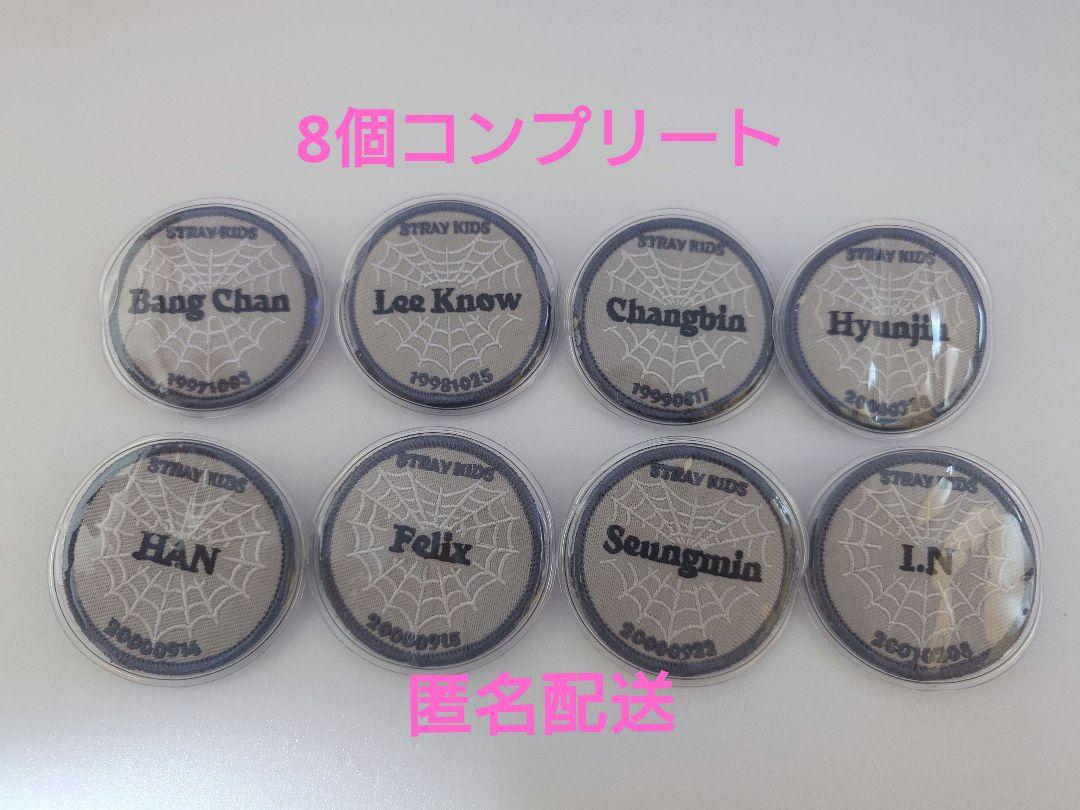 8個コンプリート
STRAY KIDS
Bang Chan
19971003
STRAY KIDS
Lee Know
19981025
STRAY KIDS
Changbin
19990811
STRAY KIDS
Hyunjin
STRAY KIDS
HAN
20000914
STRAY KIDS
Felix
20000915
STRAY KIDS
Seungmin
20000922
STRAY KIDS
I.N
20010208
匿名配送